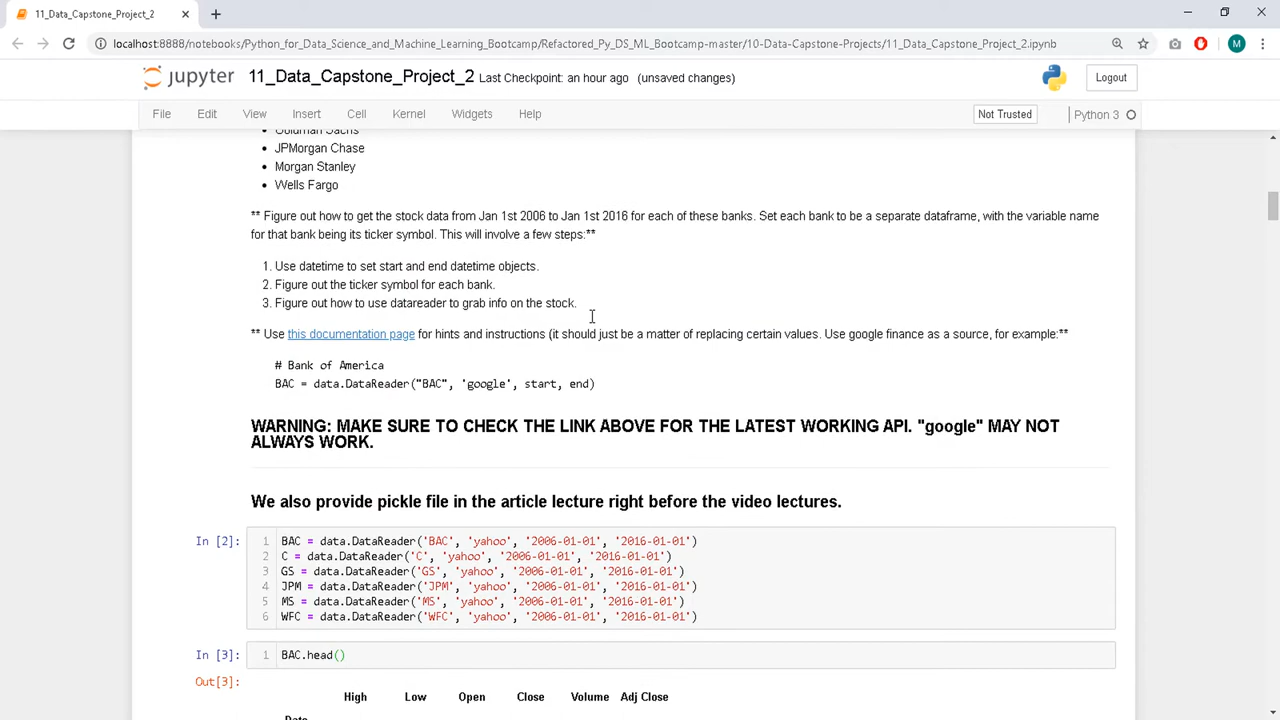 11_Data_Capstone_Project_2
localhost:8888/notebooks/Python_for_Data_Science_and_Machine_Learning_Bootcamp/Refactored_Py_DS_ML_Bootcamp-master/10-Data-Capstone-Projects/11_Data_Capstone_Project_2.ipynb
M
jupyter 11_Data_Capstone_Project_2 Last Checkpoint: an hour ago (unsaved changes)
Logout
File Edit View Insert Cell Kernel Widgets Help Not Trusted Python 3
Goldman Sachs
• JPMorgan Chase
• Morgan Stanley
• Wells Fargo
** Figure out how to get the stock data from Jan 1st 2006 to Jan 1st 2016 for each of these banks. Set each bank to be a separate dataframe, with the variable name
for that bank being its ticker symbol. This will involve a few steps:**
1. Use datetime to set start and end datetime objects.
2. Figure out the ticker symbol for each bank.
3. Figure out how to use datareader to grab info on the stock.
** Use this documentation page for hints and instructions (it should just be a matter of replacing certain values. Use google finance as a source, for example:**
# Bank of America
BAC = data.DataReader("BAC", 'google', start, end)
WARNING: MAKE SURE TO CHECK THE LINK ABOVE FOR THE LATEST WORKING API. "google" MAY NOT
ALWAYS WORK.
We also provide pickle file in the article lecture right before the video lectures.
In [2]: 1 BAC = data.DataReader('BAC', 'yahoo', '2006-01-01', '2016-01-01')
2 C = data.DataReader('C', 'yahoo', '2006-01-01', '2016-01-01')
3 GS = data.DataReader('GS', 'yahoo', '2006-01-01', '2016-01-01')
4 JPM = data.DataReader('JPM', 'yahoo', '2006-01-01', '2016-01-01')
5 MS = data.DataReader('MS', 'yahoo', '2006-01-01', '2016-01-01')
6 WFC = data.DataReader('WFC', 'yahoo', '2006-01-01', '2016-01-01')
In [3]: 1 BAC.head()
Out[3]:
High Low Open Close Volume Adj Close
Date